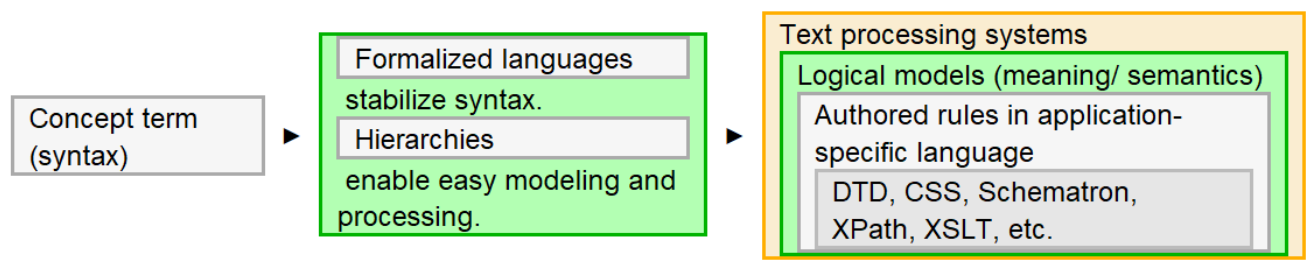 Concept term
(syntax)
►
Formalized languages
stabilize syntax.
Hierarchies
enable easy modeling and
processing.
►
Text processing systems
Logical models (meaning/ semantics)
Authored rules in application-
specific language
DTD, CSS, Schematron,
XPath, XSLT, etc.